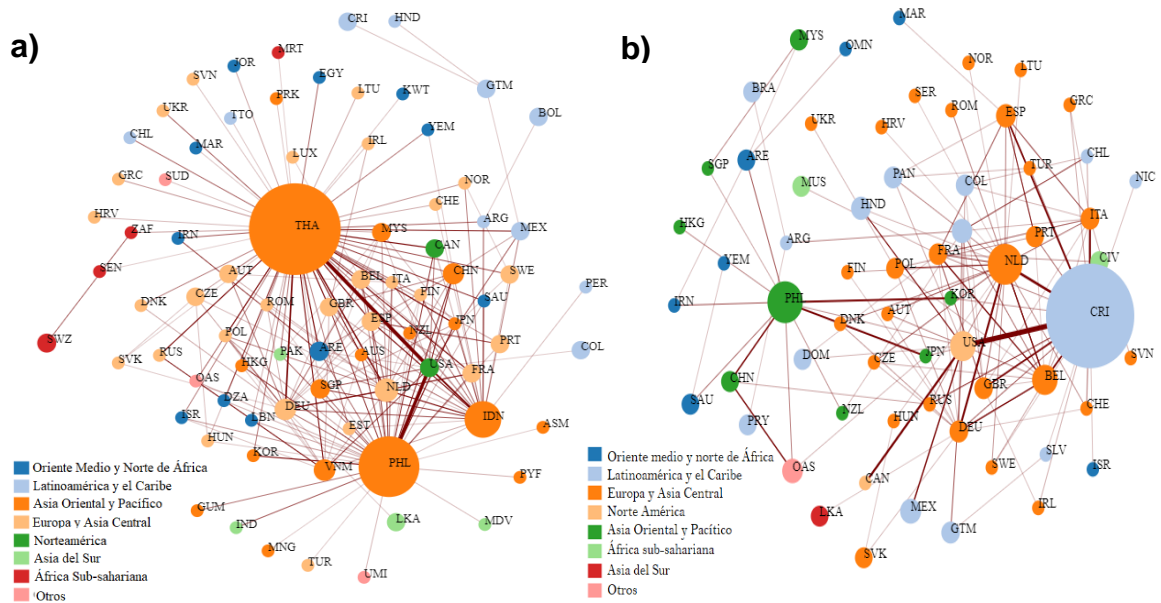 a)
CRI
HND
MRT
SVN
JOR
EGY
GTM
PRK
LTU
KWT
UKR
TTO
BOL
CHL
MAR
YEM
IRL
LUX
GRC
SUD
NOR
CHE
HRV
ZAF
THA
ARG
MEX
IRN
MYS
CAN
SEN
AUT
BEL
ITA
CHN
SWE
CZE
FIN
PER
DNK
ROM
GBR
SAU
ESP
JPN
NZL
POL
PRT
SWZ
RUS
PAK
ARE
AUS
COL
SVK
HKG
USA
FRA
OAS
SGP
NLD
DZA
DEU
ISR
LBN
IDN
HUN
EST
ASM
KOR
VNM
PHL
PYF
GUM
IND
LKA
MDV
MNG
TUR
UMI
Oriente Medio y Norte de África
Latinoamérica y el Caribe
Asia Oriental y Pacífico
Europa y Asia Central
Norteamérica
Asia del Sur
África Sub-sahariana
Otros
b)
MAR
MYS
OMN
NOR
LTU
BRA
SER
ROM
ESP
GRC
UKR
HRV
SGP
ARE
TUR
CHL
MUS
PAN
COL
NIC
HND
HKG
ITA
ARG
PRT
YEM
FRA
CIV
FIN
POL
NLD
IRN
PHL
KOR
CRI
AUT
DNK
USA
DOM
CZE
JPN
SVN
CHN
BEL
SAU
GBR
RUS
CHE
PRY
NZL
HUN
DEU
SLV
OAS
SWE
ISR
CAN
LKA
MEX
GTM
IRL
SVK
Oriente medio y norte de África
Latinoamérica y el Caribe
Europa y Asia Central
Norte América
Asia Oriental y Pacítico
África sub-sahariana
Asia del Sur
Otros